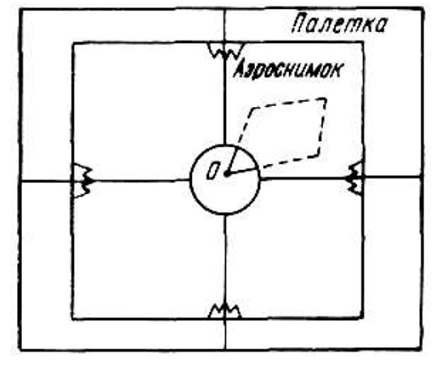 Палетка
Аэроснимок
О